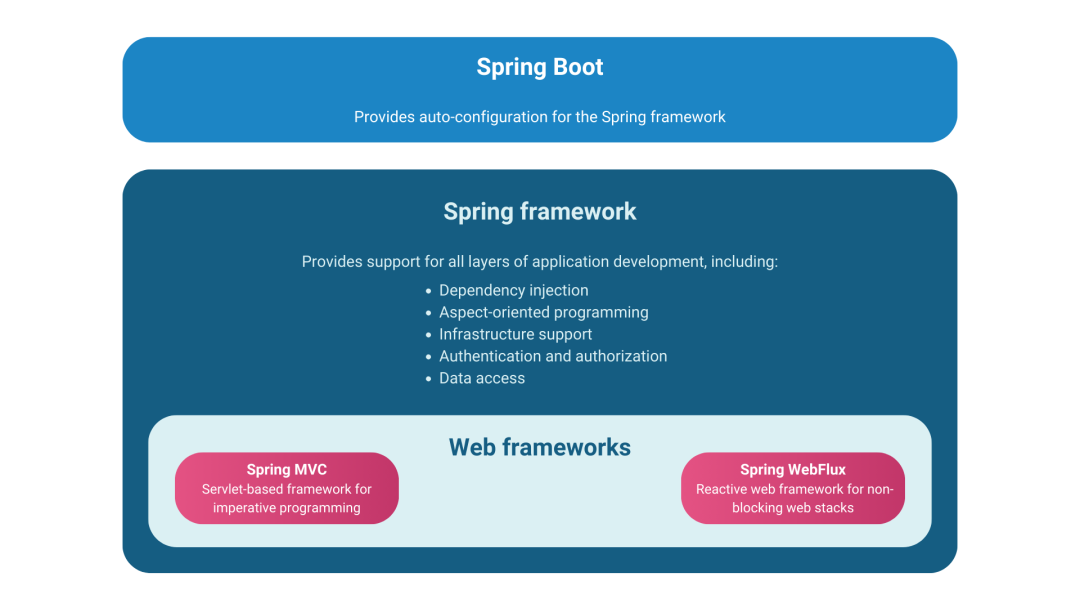 Spring Boot
Provides auto-configuration for the Spring framework
Spring framework
Provides support for all layers of application development, including:
• Dependency injection
• Aspect-oriented programming
• Infrastructure support
• Authentication and authorization
• Data access
Web frameworks
Spring MVC
Servlet-based framework for
imperative programming
Spring WebFlux
Reactive web framework for non-
blocking web stacks